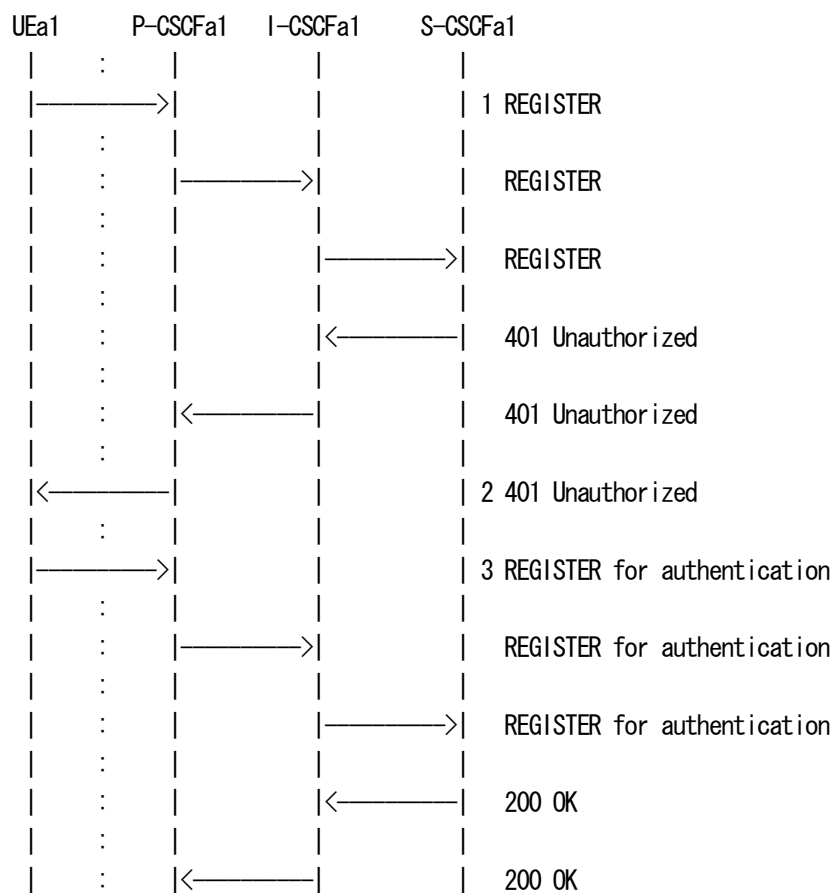 UEa1 P-CSCFa1 I-CSCFa1 S-CSCFa1
1 REGISTER
REGISTER
REGISTER
401 Unauthorized
401 Unauthorized
2 401 Unauthorized
3 REGISTER for authentication
REGISTER for authentication
REGISTER for authentication
200 OK
200 OK